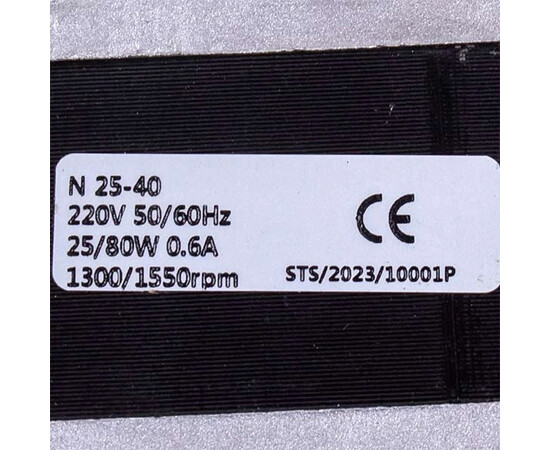 N 25-40
220V 50/60Hz
25/80W 0.6A
1300/1550rpm
CE
STS/2023/10001P